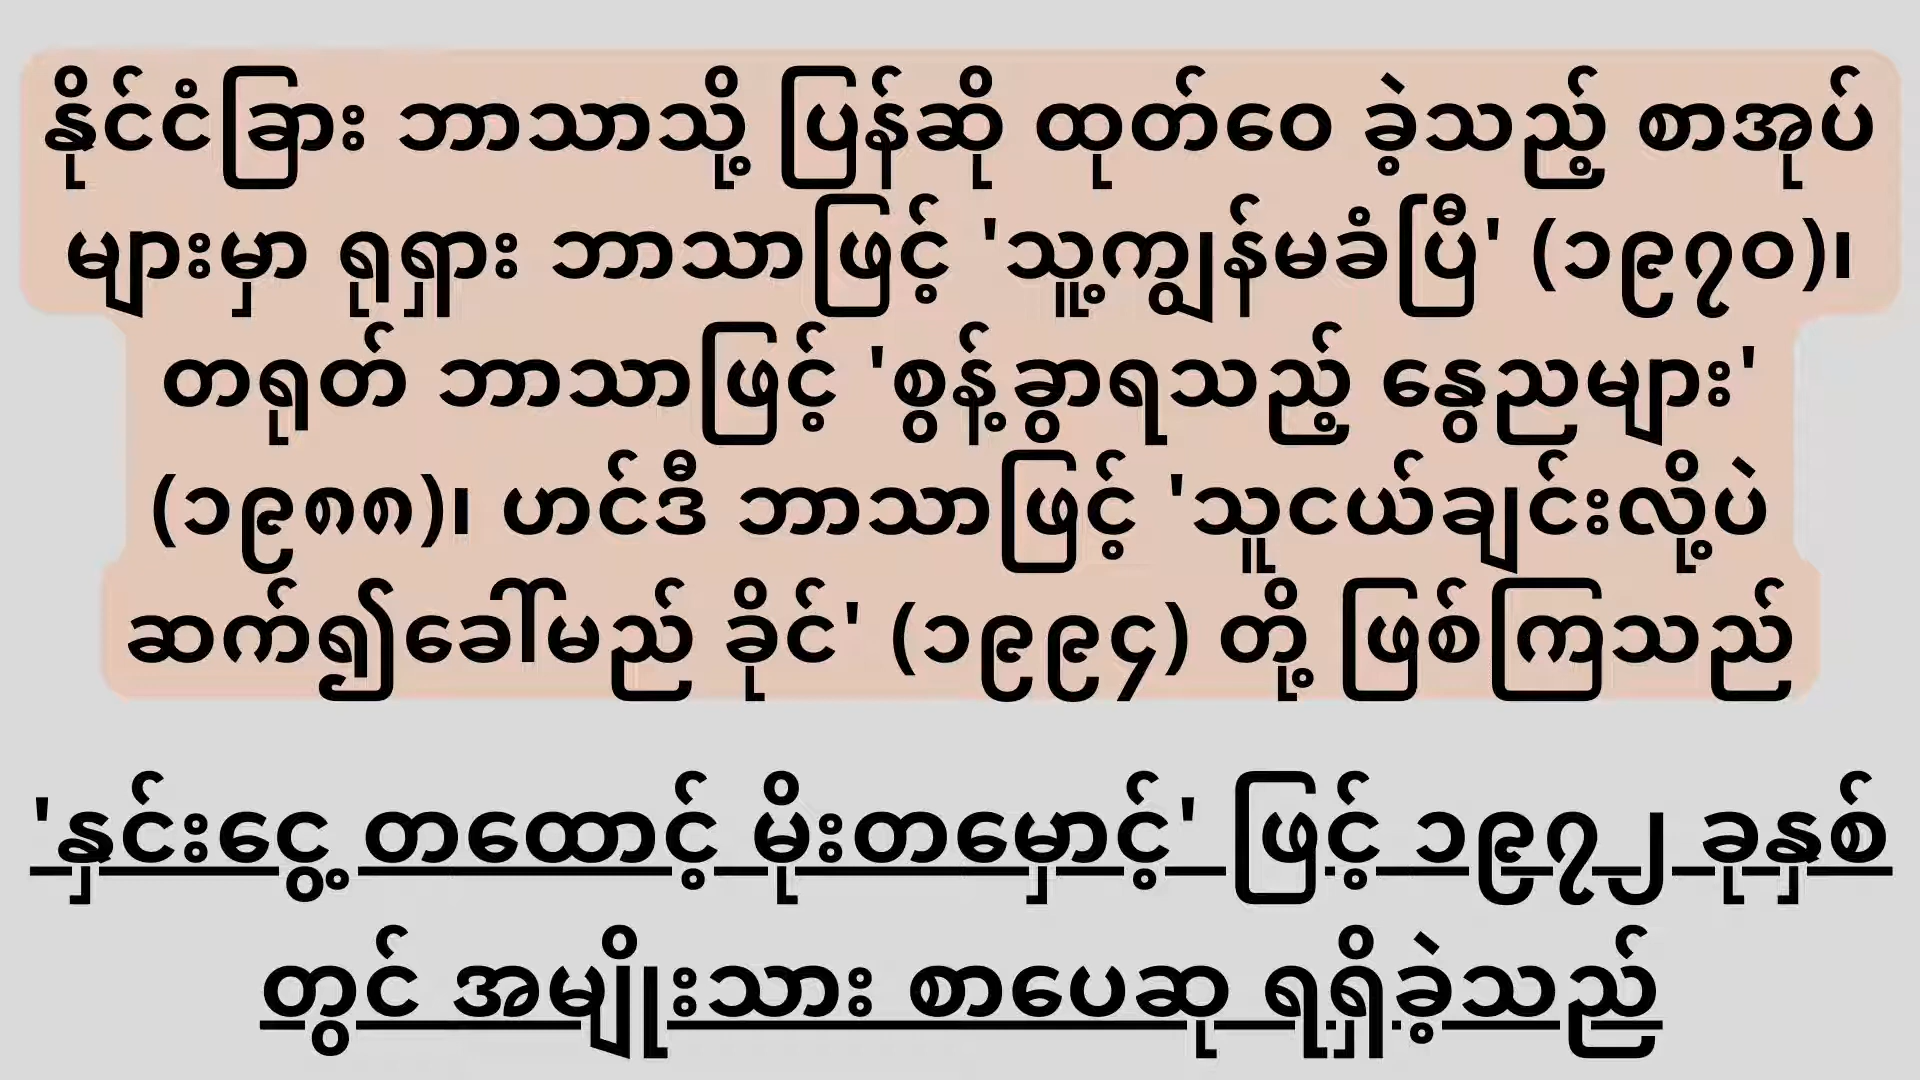 နိုင်ငံခြား ဘာသာသို့ ပြန်ဆို ထုတ်ဝေ ခဲ့သည့် စာအုပ်
များမှာ ရုရှား ဘာသာဖြင့် 'သူ့ကျွန်မခံပြီ' (၁၉၇၀)၊
တရုတ် ဘာသာဖြင့် 'စွန့်ခွာရသည့် နွေညများ'
(၁၉၈၈)၊ ဟင်ဒီ ဘာသာဖြင့် 'သူငယ်ချင်းလို့ပဲ
ဆက်၍ခေါ်မည် ခိုင်' (၁၉၉၄) တို့ ဖြစ်ကြသည်
'နှင်းငွေ့ တထောင့် မိုးတမှောင့်' ဖြင့် ၁၉၇၂ ခုနှစ်
တွင် အမျိုးသား စာပေဆု ရရှိခဲ့သည်